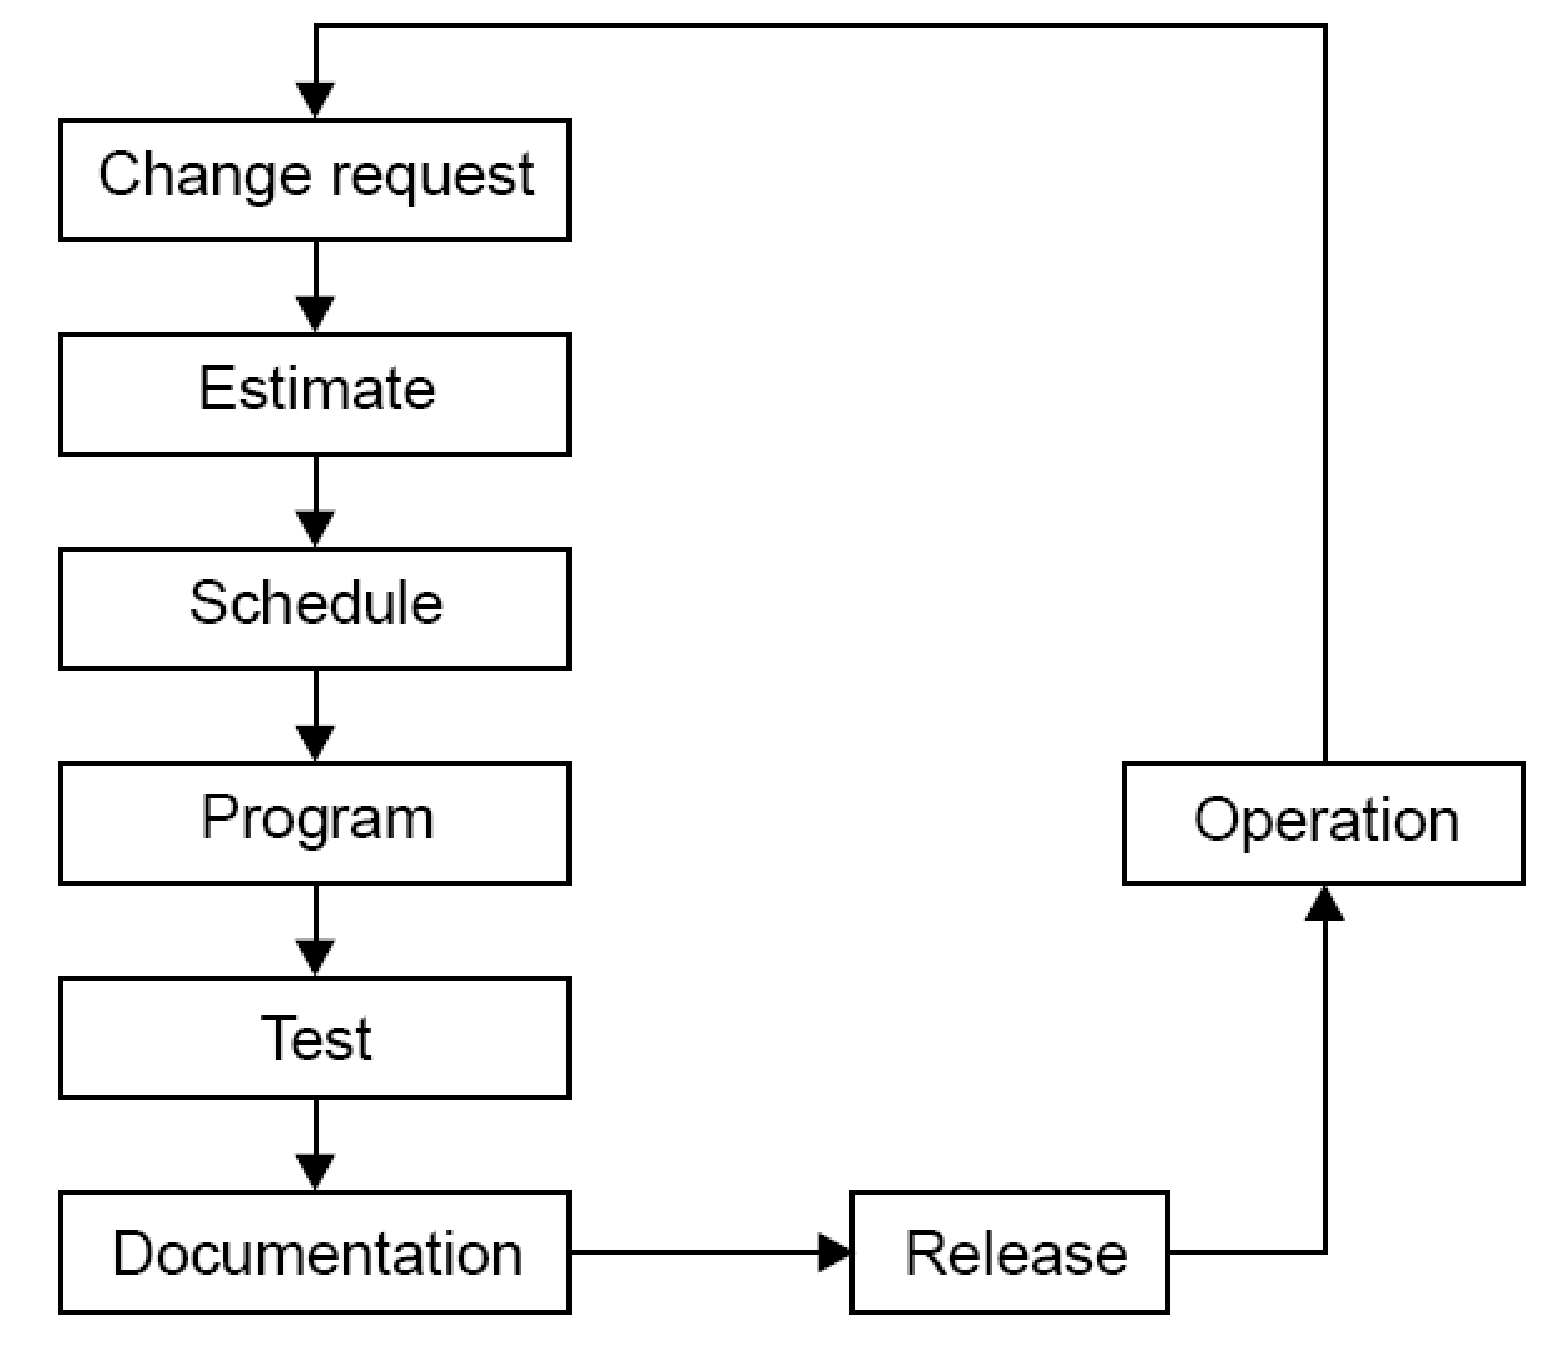 Change request
Estimate
Schedule
Program
Test
Documentation
Release
Operation